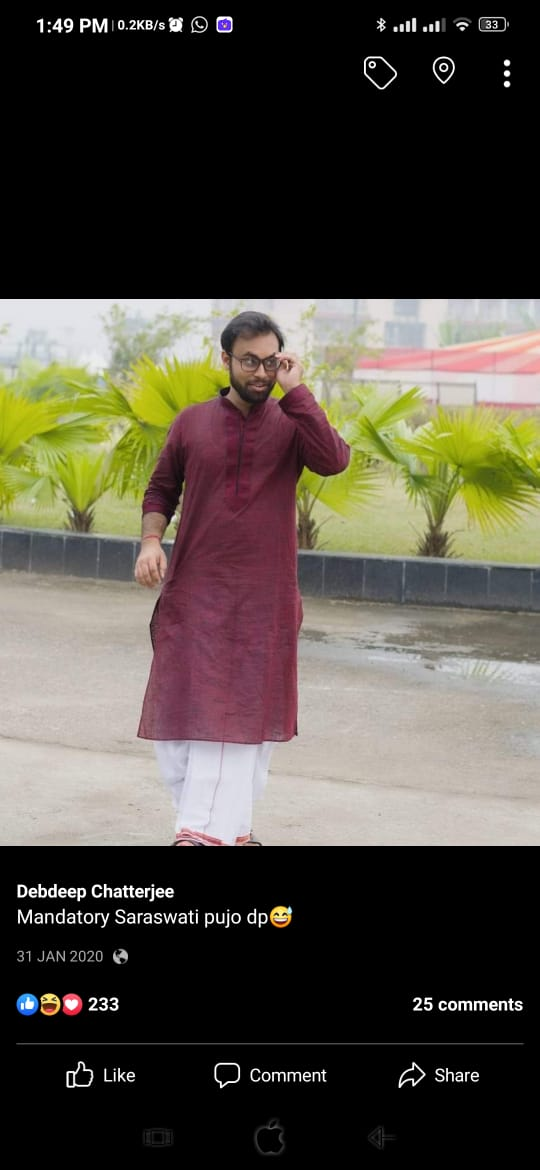 1:49 PM 0.2KB/s 33
Debdeep Chatterjee
Mandatory Saraswati pujo dp😅
31 JAN 2020
233 25 comments
Like Comment Share